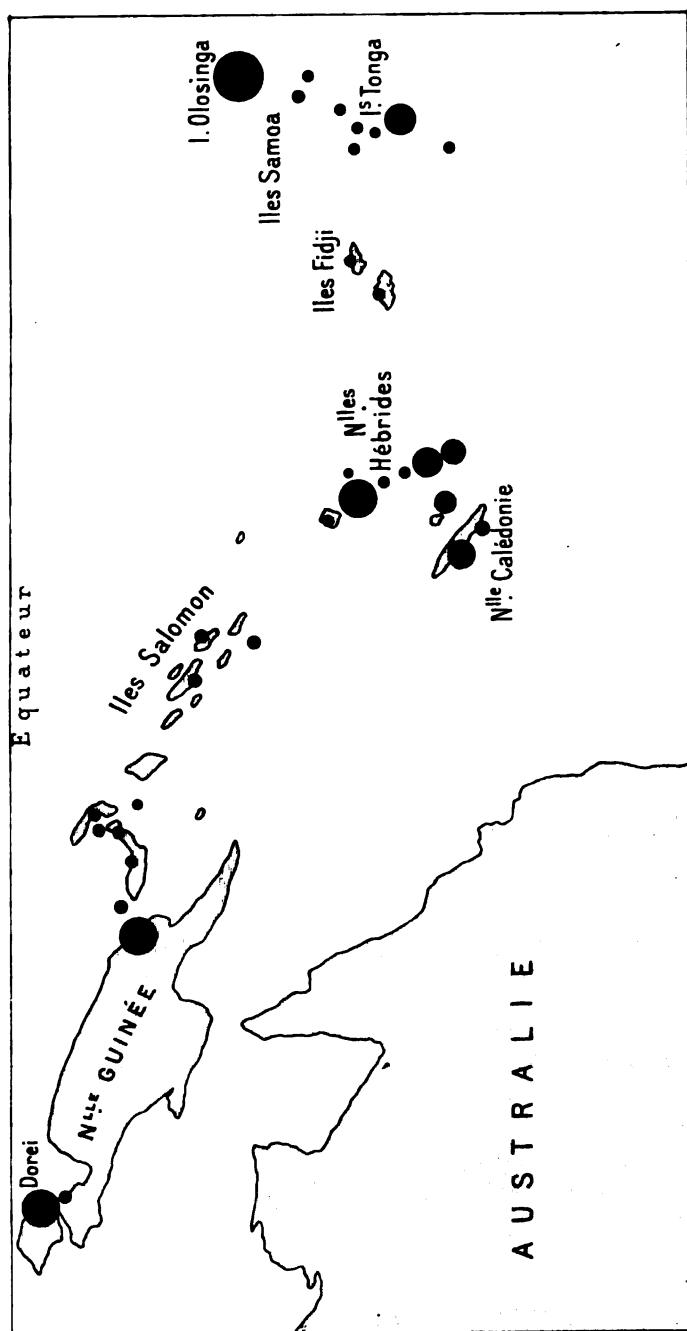 Equateur
Dorei
Nlle GUINÉE
AUSTRALIE
Iles Salomon
Nlles
Hébrides
Nlle Calédonie
Iles Fidji
I. Olosinga
Iles Samoa
Is Tonga